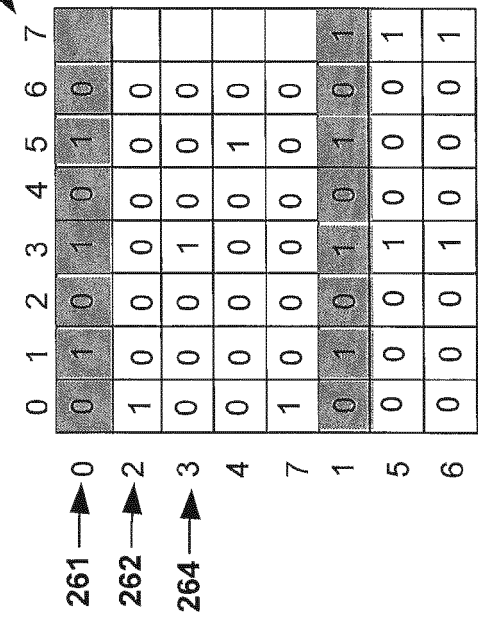 0 1 2 3 4 5 6 7
261 → 0 0 1 0 1 0 1 0
262 → 2 1 0 0 0 0 0 0
264 → 3 0 0 0 1 0 0 0
4 0 0 0 0 0 1 0
7 1 0 0 0 0 0 0
1 0 1 0 1 0 1 0 1
5 0 0 0 1 0 0 0 1
6 0 0 0 1 0 0 0 1